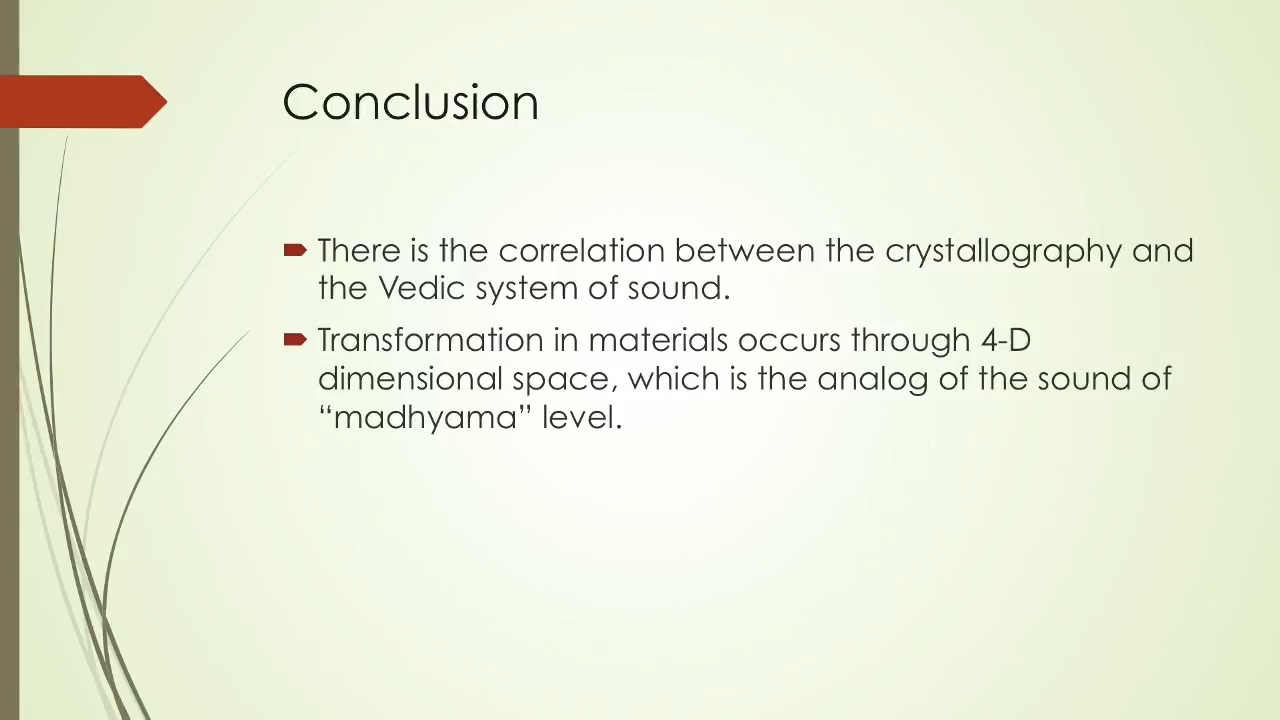 Conclusion
There is the correlation between the crystallography and
the Vedic system of sound.
Transformation in materials occurs through 4-D
dimensional space, which is the analog of the sound of
“madhyama” level.